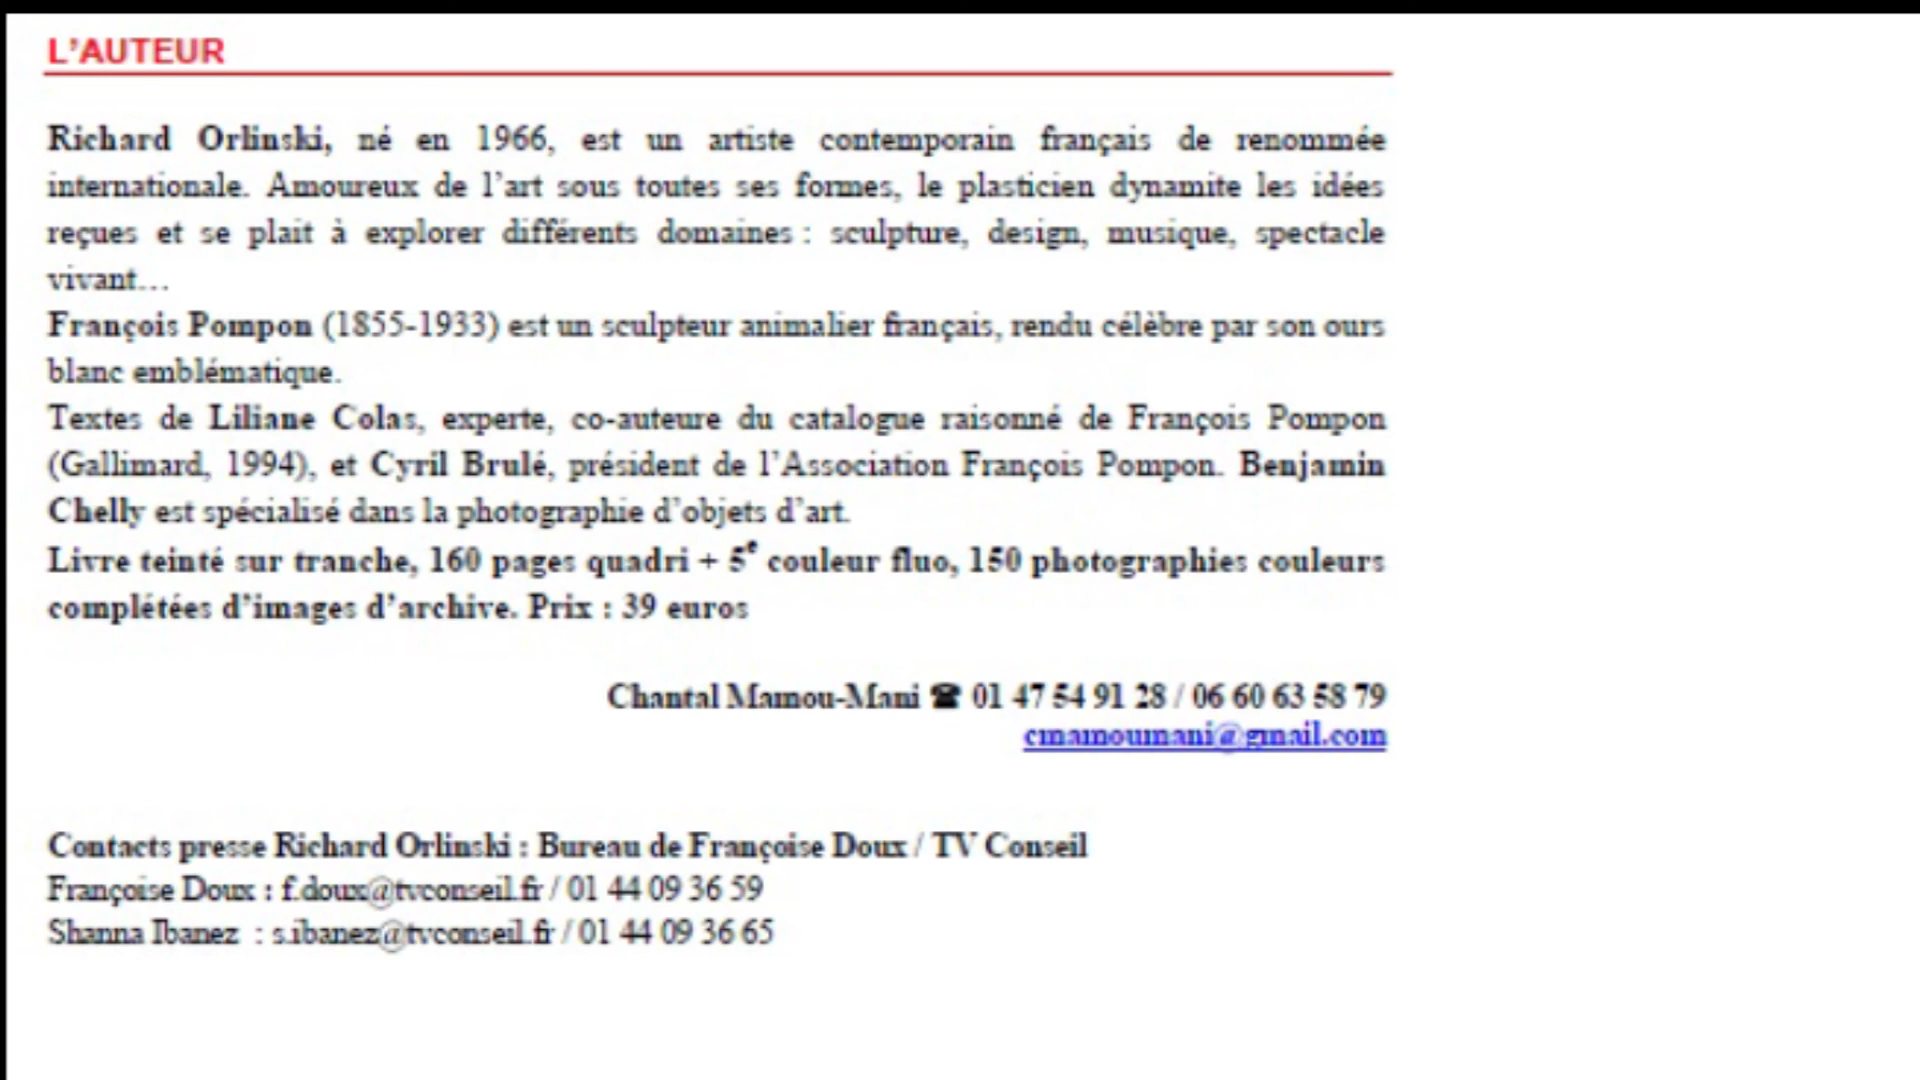 L'AUTEUR
Richard Orlinski, né en 1966, est un artiste contemporain français de renommée
internationale. Amoureux de l'art sous toutes ses formes, le plasticien dynamite les idées
reçues et se plait à explorer différents domaines : sculpture, design, musique, spectacle
vivant…
François Pompon (1855-1933) est un sculpteur animalier français, rendu célèbre par son ours
blanc emblématique.
Textes de Liliane Colas, experte, co-auteure du catalogue raisonné de François Pompon
(Gallimard, 1994), et Cyril Brulé, président de l'Association François Pompon. Benjamin
Chelly est spécialisé dans la photographie d'objets d'art.
Livre teinté sur tranche, 160 pages quadri + 5e couleur fluo, 150 photographies couleurs
complétées d'images d'archive. Prix : 39 euros
Chantal Mamou-Mani ☎ 01 47 54 91 28 / 06 60 63 58 79
cmamoumani@gmail.com
Contacts presse Richard Orlinski : Bureau de Françoise Doux / TV Conseil
Françoise Doux : f.doux@tvconseil.fr / 01 44 09 36 59
Shanna Ibanez : s.ibanez@tvconseil.fr / 01 44 09 36 65